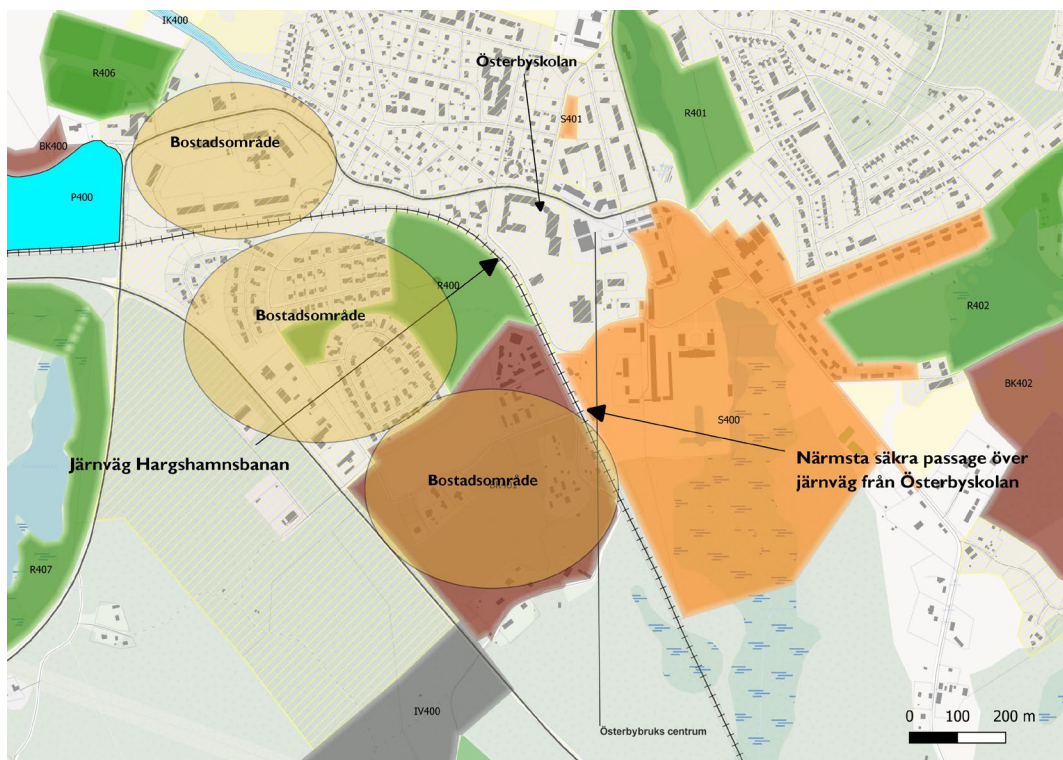 IK400
Österbyskolan
R406
S401
R401
BK400
Bostadsområde
P400
R400
R402
Bostadsområde
BK402
S400
Järnväg Hargshamnsbanan
Närmsta säkra passage över
järnväg från Österbyskolan
Bostadsområde
R407
IV400
0 100 200 m
Österbybruks centrum